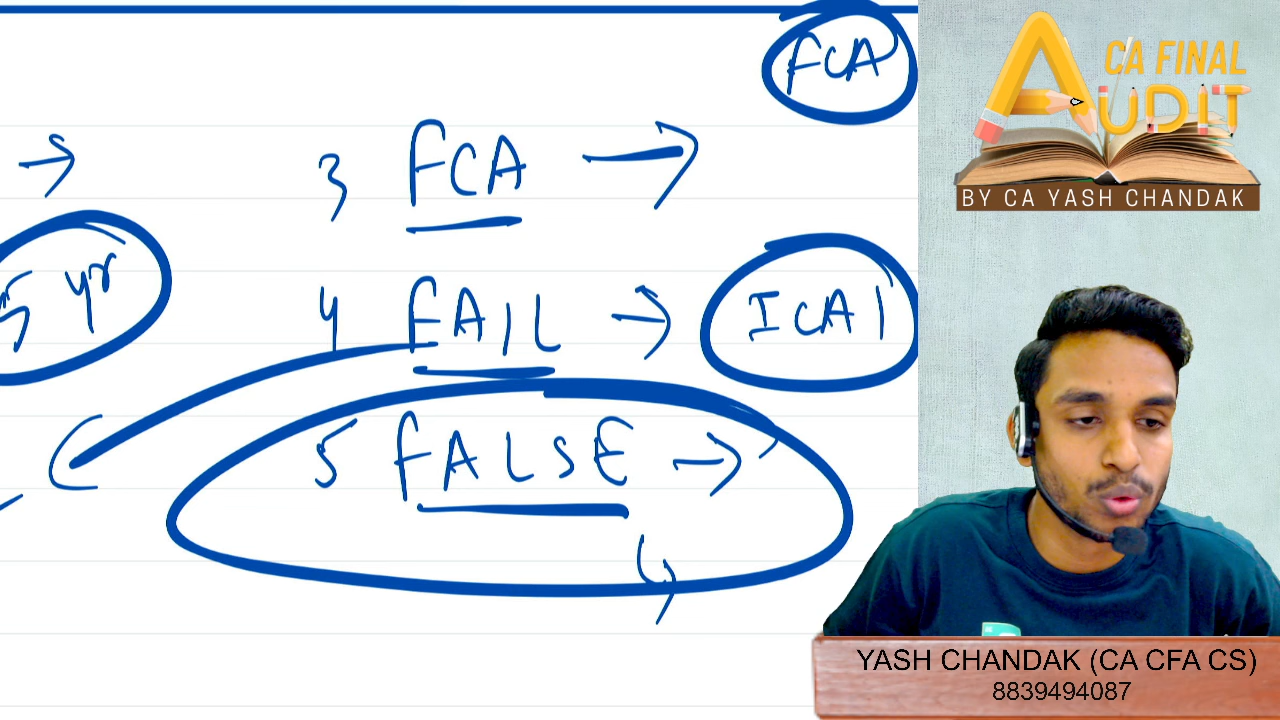 FCA
3 FCA →
→
5 yr
4 FAIL → ICAI
5 FALSE →
CA FINAL
AUDIT
BY CA YASH CHANDAK
YASH CHANDAK (CA CFA CS)
8839494087